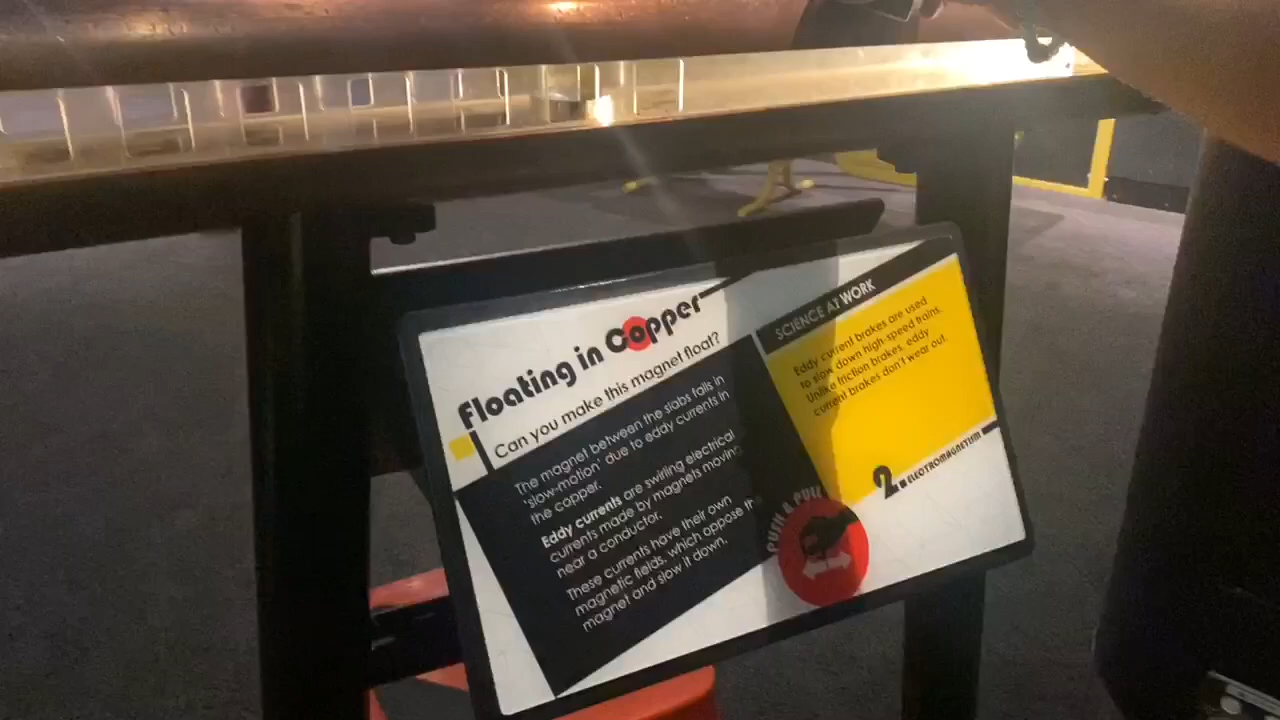 Floating in Copper
Can you make this magnet float?
The magnet between the slabs falls in
'slow-motion' due to eddy currents in
the copper.
Eddy currents are swirling electrical
currents made by magnets moving
near a conductor.
These currents have their own
magnetic fields, which oppose the
magnet and slow it down.
SCIENCE AT WORK
Eddy current brakes are used
to slow down high-speed trains.
Unlike friction brakes, eddy
current brakes don't wear out.
2. ELECTROMAGNETISM
PUSH & PULL